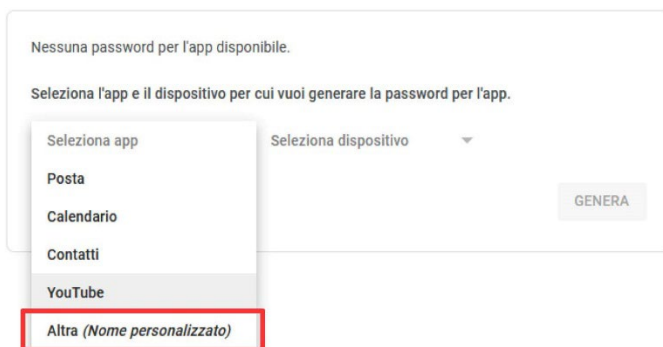 Nessuna password per l'app disponibile.
Seleziona l'app e il dispositivo per cui vuoi generare la password per l'app.
Seleziona app
Seleziona dispositivo
Posta
Calendario
GENERA
Contatti
YouTube
Altra (Nome personalizzato)